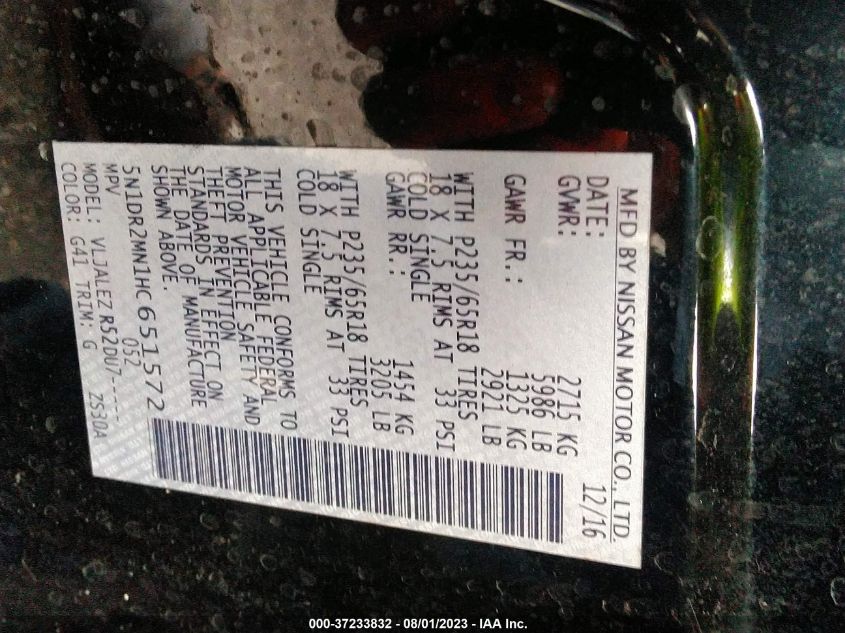 MFD BY NISSAN MOTOR CO., LTD.
DATE: 12/16
GVWR: 2715 KG
5986 LB
GAWR FR.: 1325 KG
2921 LB
WITH P235/65R18 TIRES
18 X 7.5 RIMS AT 33 PSI
COLD SINGLE
GAWR RR.: 1454 KG
3205 LB
WITH P235/65R18 TIRES
18 X 7.5 RIMS AT 33 PSI
COLD SINGLE
THIS VEHICLE CONFORMS TO
ALL APPLICABLE FEDERAL
MOTOR VEHICLE SAFETY AND
THEFT PREVENTION
STANDARDS IN EFFECT ON
THE DATE OF MANUFACTURE
SHOWN ABOVE.
5N1DR2MN1HC651572
MPV 052
MODEL: VLJALEZ R52DU7-----
COLOR: G41 TRIM: G ZS30A
000-37233832 - 08/01/2023 - IAA Inc.